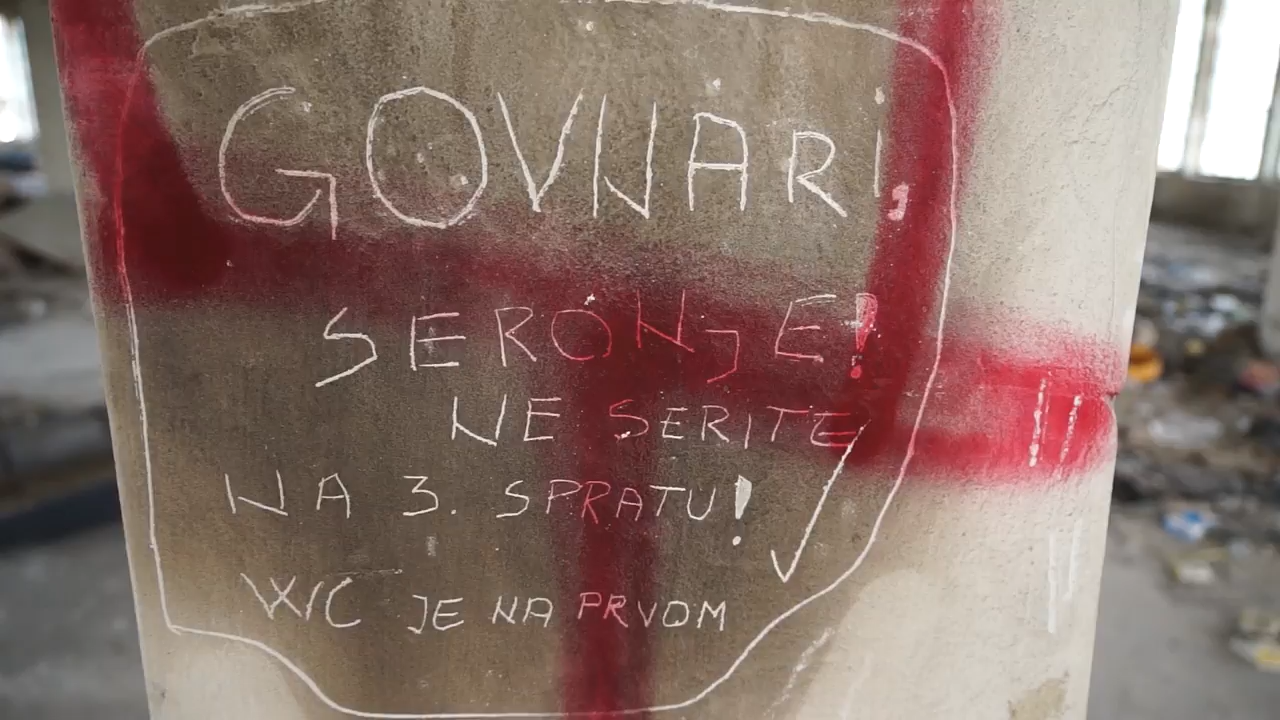 GOVNARI,
SERONJE!
NE SERITE
NA 3. SPRATU!
WC JE NA PRVOM